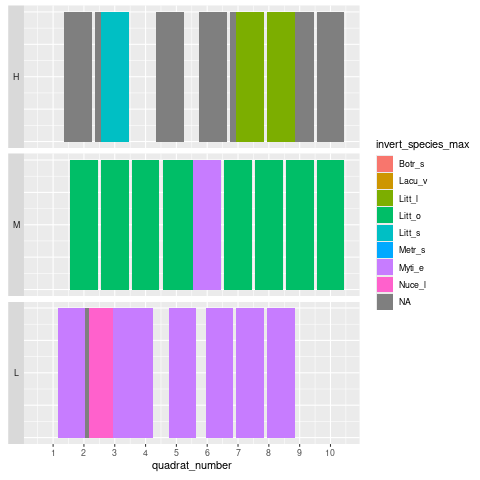 H
M
L
1 2 3 4 5 6 7 8 9 10
quadrat_number
invert_species_max
Botr_s
Lacu_v
Litt_l
Litt_o
Litt_s
Metr_s
Myti_e
Nuce_l
NA